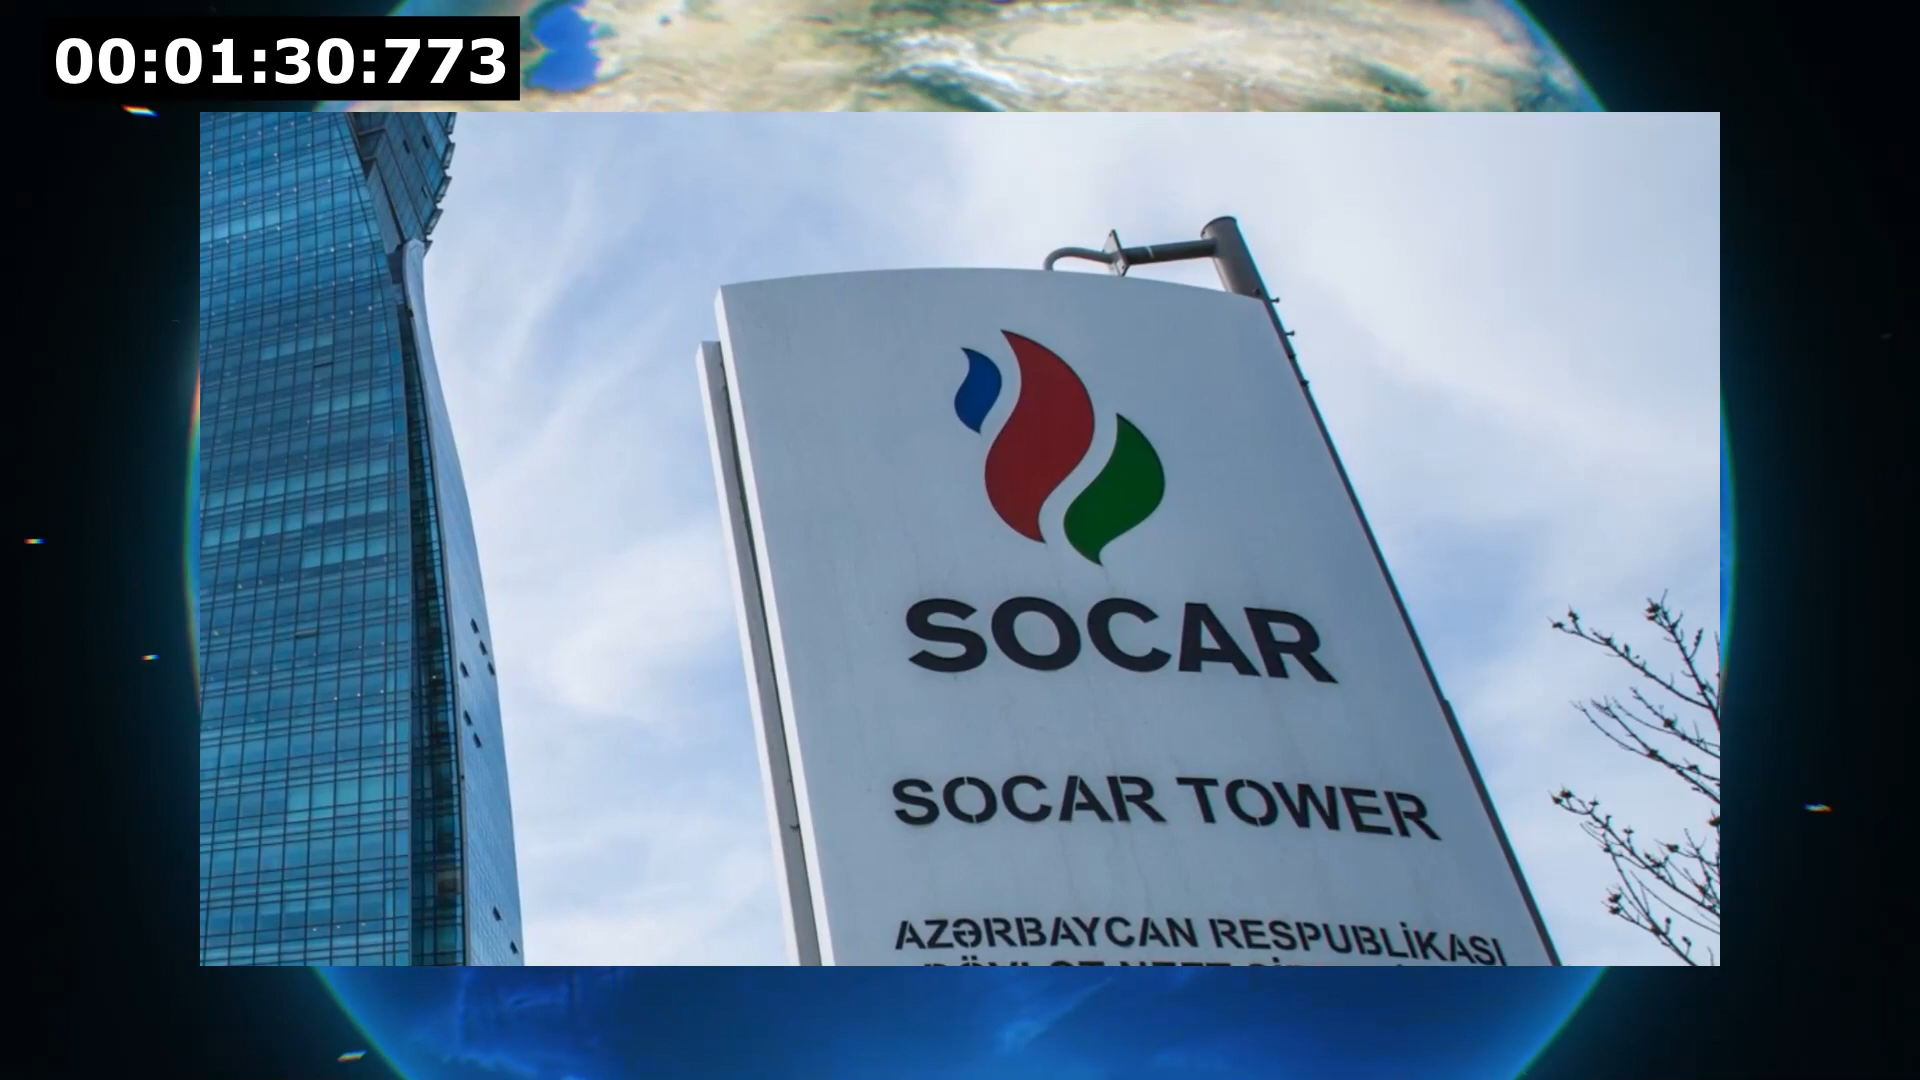 00:01:30:773
SOCAR
SOCAR TOWER
AZƏRBAYCAN RESPUBLİKASI